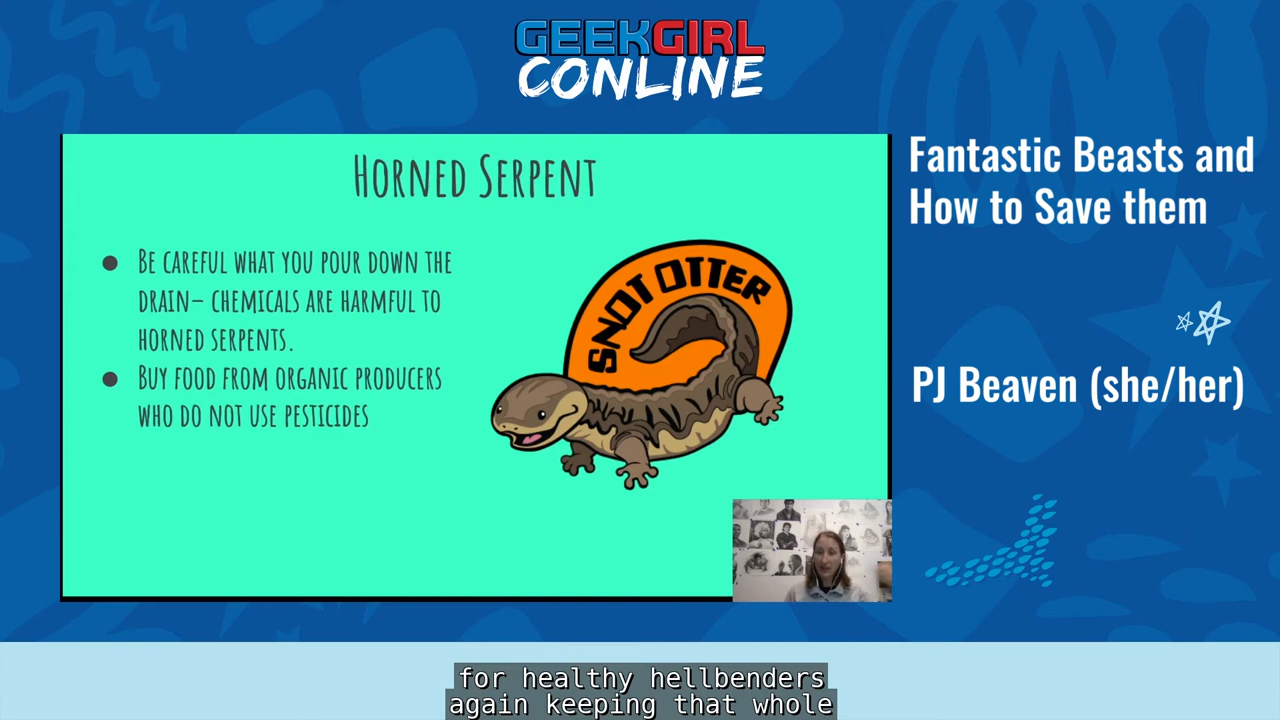 GEEKGIRL
CONLINE
HORNED SERPENT
● BE CAREFUL WHAT YOU POUR DOWN THE
DRAIN– CHEMICALS ARE HARMFUL TO
HORNED SERPENTS.
● BUY FOOD FROM ORGANIC PRODUCERS
WHO DO NOT USE PESTICIDES
SNOT OTTER
Fantastic Beasts and
How to Save them
PJ Beaven (she/her)
for healthy hellbenders
again keeping that whole